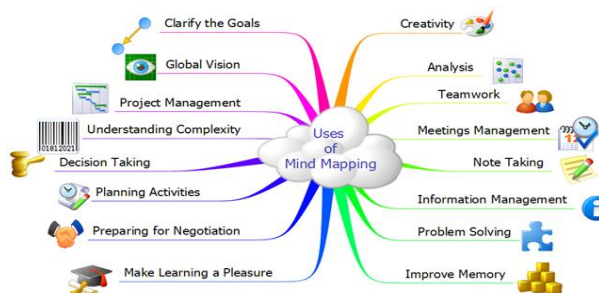 Clarify the Goals
Global Vision
Project Management
Understanding Complexity
01812021
Decision Taking
Planning Activities
Preparing for Negotiation
Make Learning a Pleasure
Uses
of
Mind Mapping
Creativity
Analysis
Teamwork
Meetings Management
12
Note Taking
Information Management
i
Problem Solving
Improve Memory